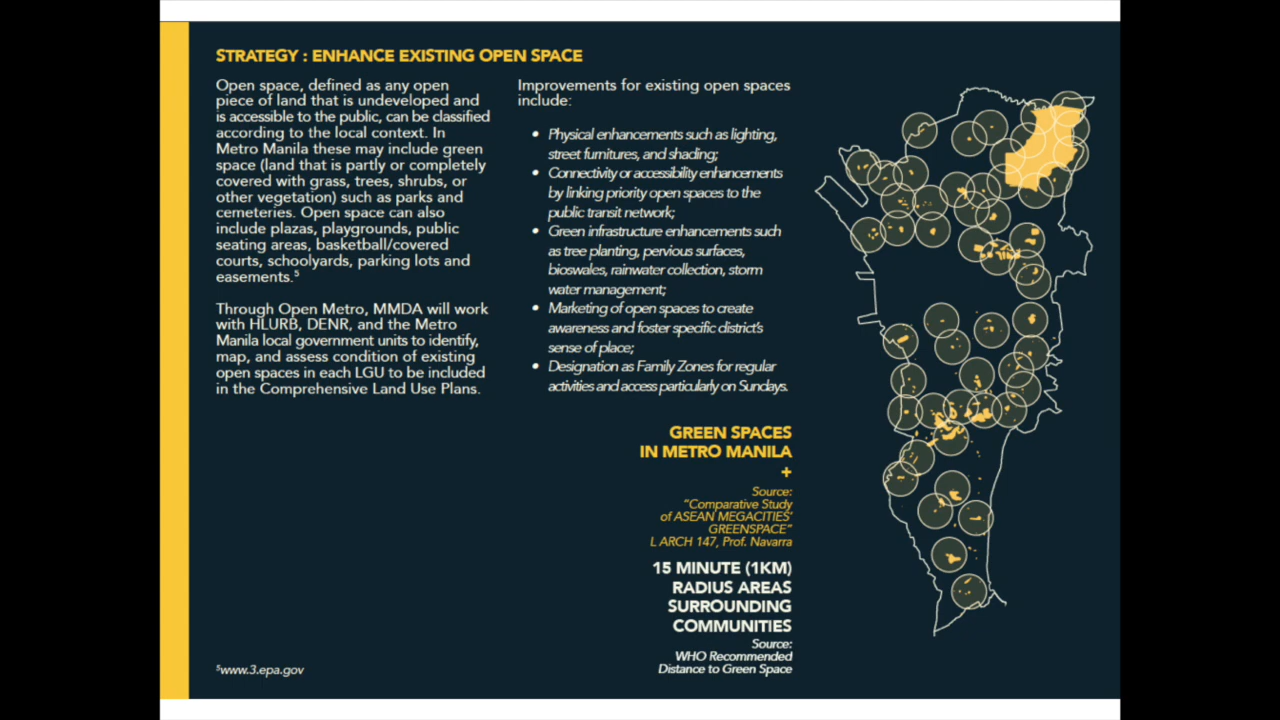 STRATEGY : ENHANCE EXISTING OPEN SPACE
Open space, defined as any open
piece of land that is undeveloped and
is accessible to the public, can be classified
according to the local context. In
Metro Manila these may include green
space (land that is partly or completely
covered with grass, trees, shrubs, or
other vegetation) such as parks and
cemeteries. Open space can also
include plazas, playgrounds, public
seating areas, basketball/covered
courts, schoolyards, parking lots and
easements.⁵
Through Open Metro, MMDA will work
with HLURB, DENR, and the Metro
Manila local government units to identify,
map, and assess condition of existing
open spaces in each LGU to be included
in the Comprehensive Land Use Plans.
⁵www.3.epa.gov
Improvements for existing open spaces
include:
• Physical enhancements such as lighting,
street furnitures, and shading;
• Connectivity or accessibility enhancements
by linking priority open spaces to the
public transit network;
• Green infrastructure enhancements such
as tree planting, pervious surfaces,
bioswales, rainwater collection, storm
water management;
• Marketing of open spaces to create
awareness and foster specific district's
sense of place;
• Designation as Family Zones for regular
activities and access particularly on Sundays.
GREEN SPACES
IN METRO MANILA
+
Source:
"Comparative Study
of ASEAN MEGACITIES'
GREENSPACE"
L ARCH 147, Prof. Navarra
15 MINUTE (1KM)
RADIUS AREAS
SURROUNDING
COMMUNITIES
Source:
WHO Recommended
Distance to Green Space